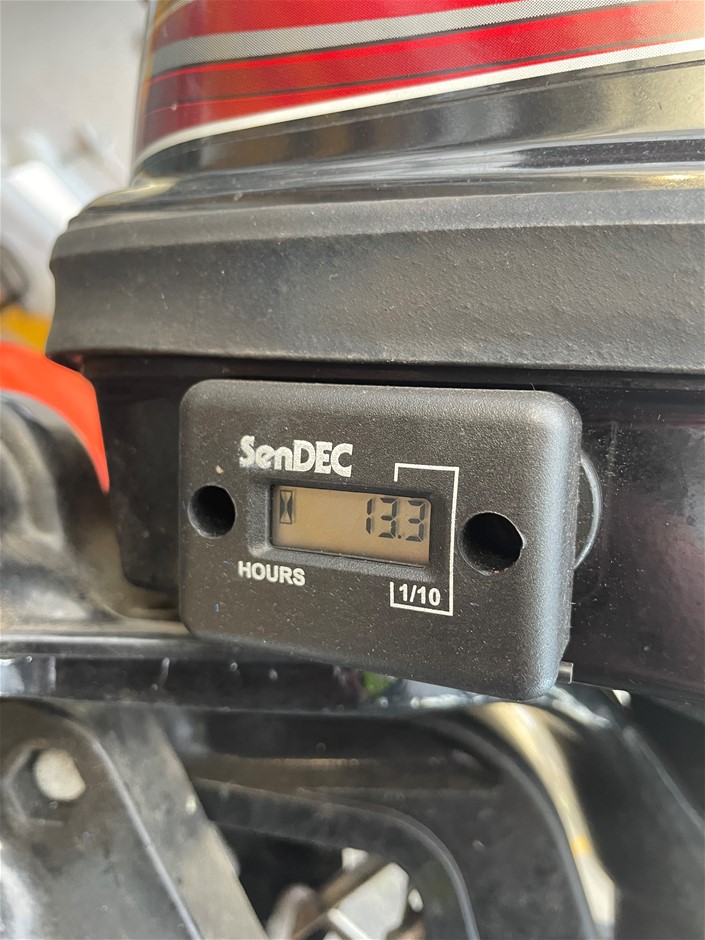 SenDEC
13.3
HOURS
1/10